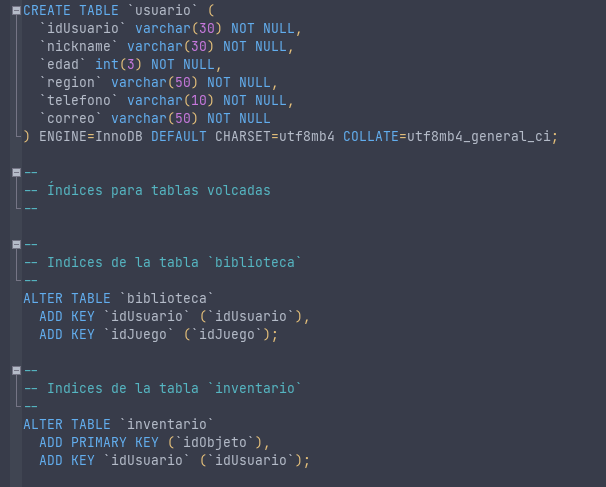 CREATE TABLE `usuario` (
  `idUsuario` varchar(30) NOT NULL,
  `nickname` varchar(30) NOT NULL,
  `edad` int(3) NOT NULL,
  `region` varchar(50) NOT NULL,
  `telefono` varchar(10) NOT NULL,
  `correo` varchar(50) NOT NULL
) ENGINE=InnoDB DEFAULT CHARSET=utf8mb4 COLLATE=utf8mb4_general_ci;
--
-- Índices para tablas volcadas
--
--
-- Indices de la tabla `biblioteca`
--
ALTER TABLE `biblioteca`
  ADD KEY `idUsuario` (`idUsuario`),
  ADD KEY `idJuego` (`idJuego`);
--
-- Indices de la tabla `inventario`
--
ALTER TABLE `inventario`
  ADD PRIMARY KEY (`idObjeto`),
  ADD KEY `idUsuario` (`idUsuario`);